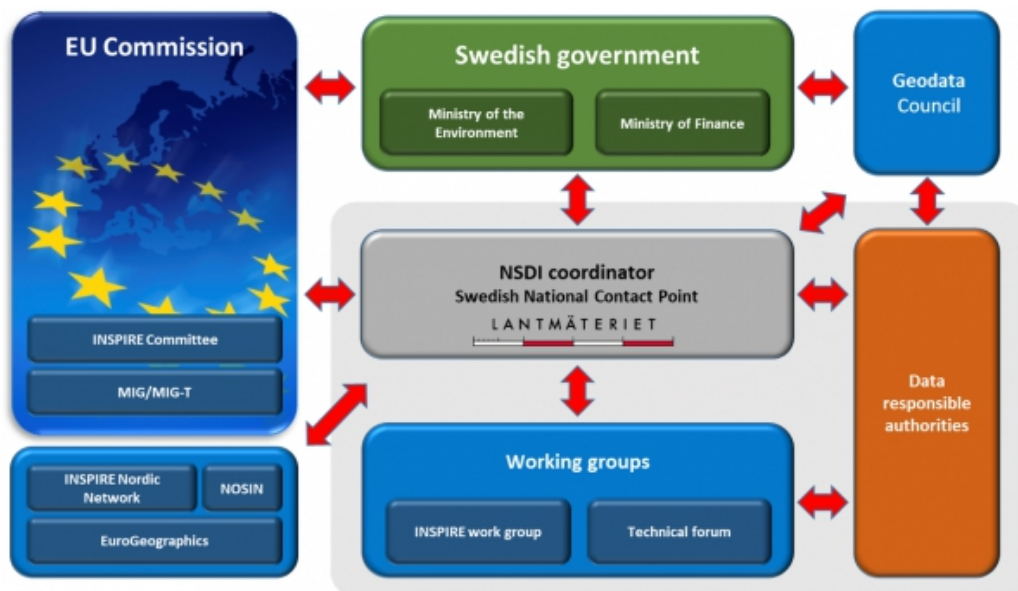 EU Commission
INSPIRE Committee
MIG/MIG-T
INSPIRE Nordic
Network
NOSIN
EuroGeographics
Swedish government
Ministry of the
Environment
Ministry of Finance
Geodata
Council
NSDI coordinator
Swedish National Contact Point
LANTMÄTERIET
Working groups
INSPIRE work group
Technical forum
Data
responsible
authorities